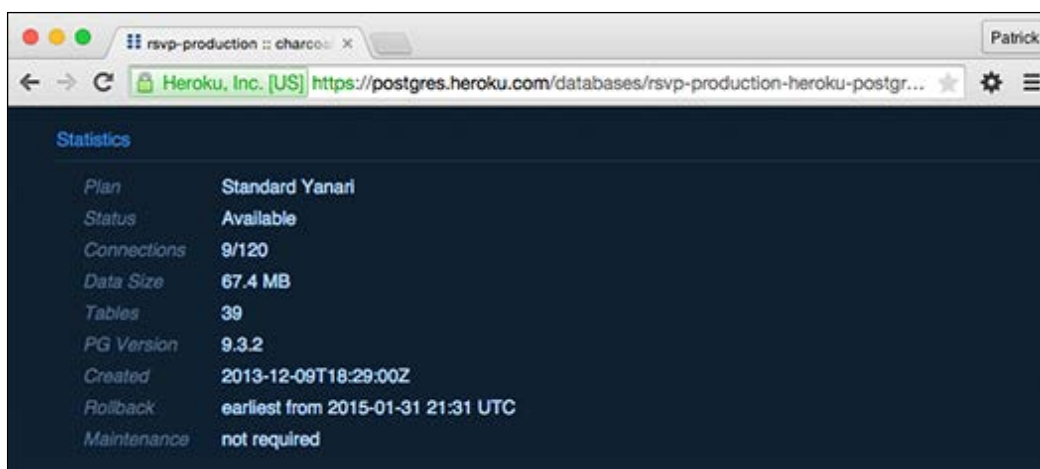 rsvp-production :: charcoa
Patrick
Heroku, Inc. [US] https://postgres.heroku.com/databases/rsvp-production-heroku-postgr...
Statistics
Plan Standard Yanari
Status Available
Connections 9/120
Data Size 67.4 MB
Tables 39
PG Version 9.3.2
Created 2013-12-09T18:29:00Z
Rollback earliest from 2015-01-31 21:31 UTC
Maintenance not required